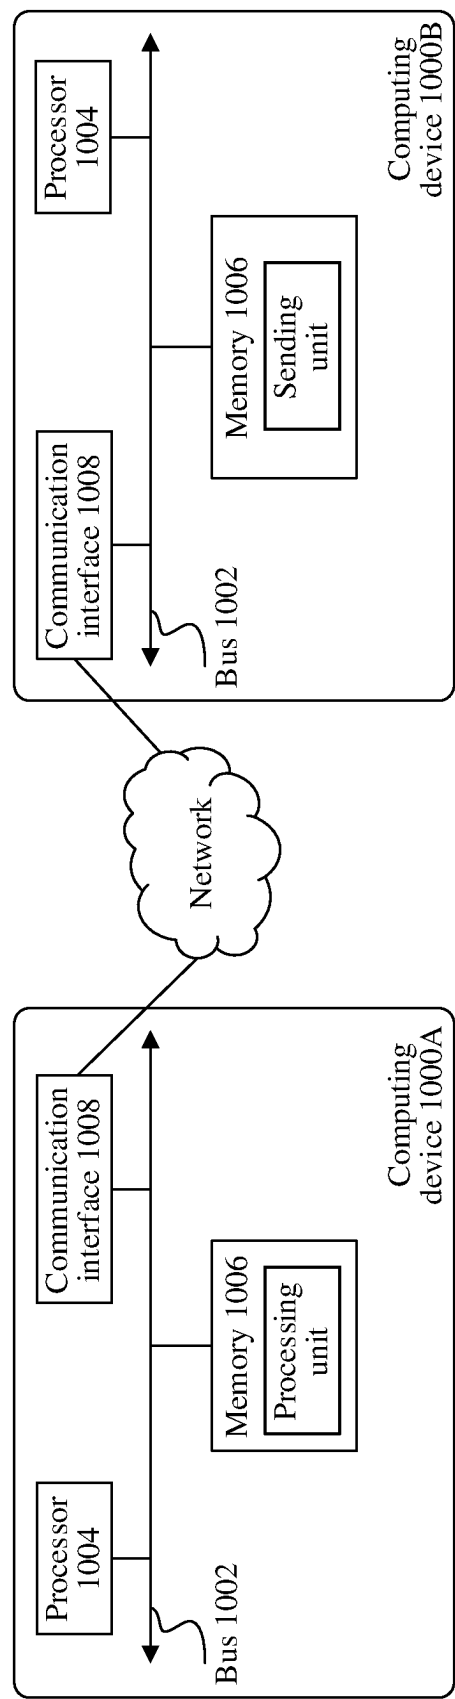 Processor
1004
Communication
interface 1008
Bus 1002
Memory 1006
Processing
unit
Computing
device 1000A
Network
Communication
interface 1008
Processor
1004
Bus 1002
Memory 1006
Sending
unit
Computing
device 1000B